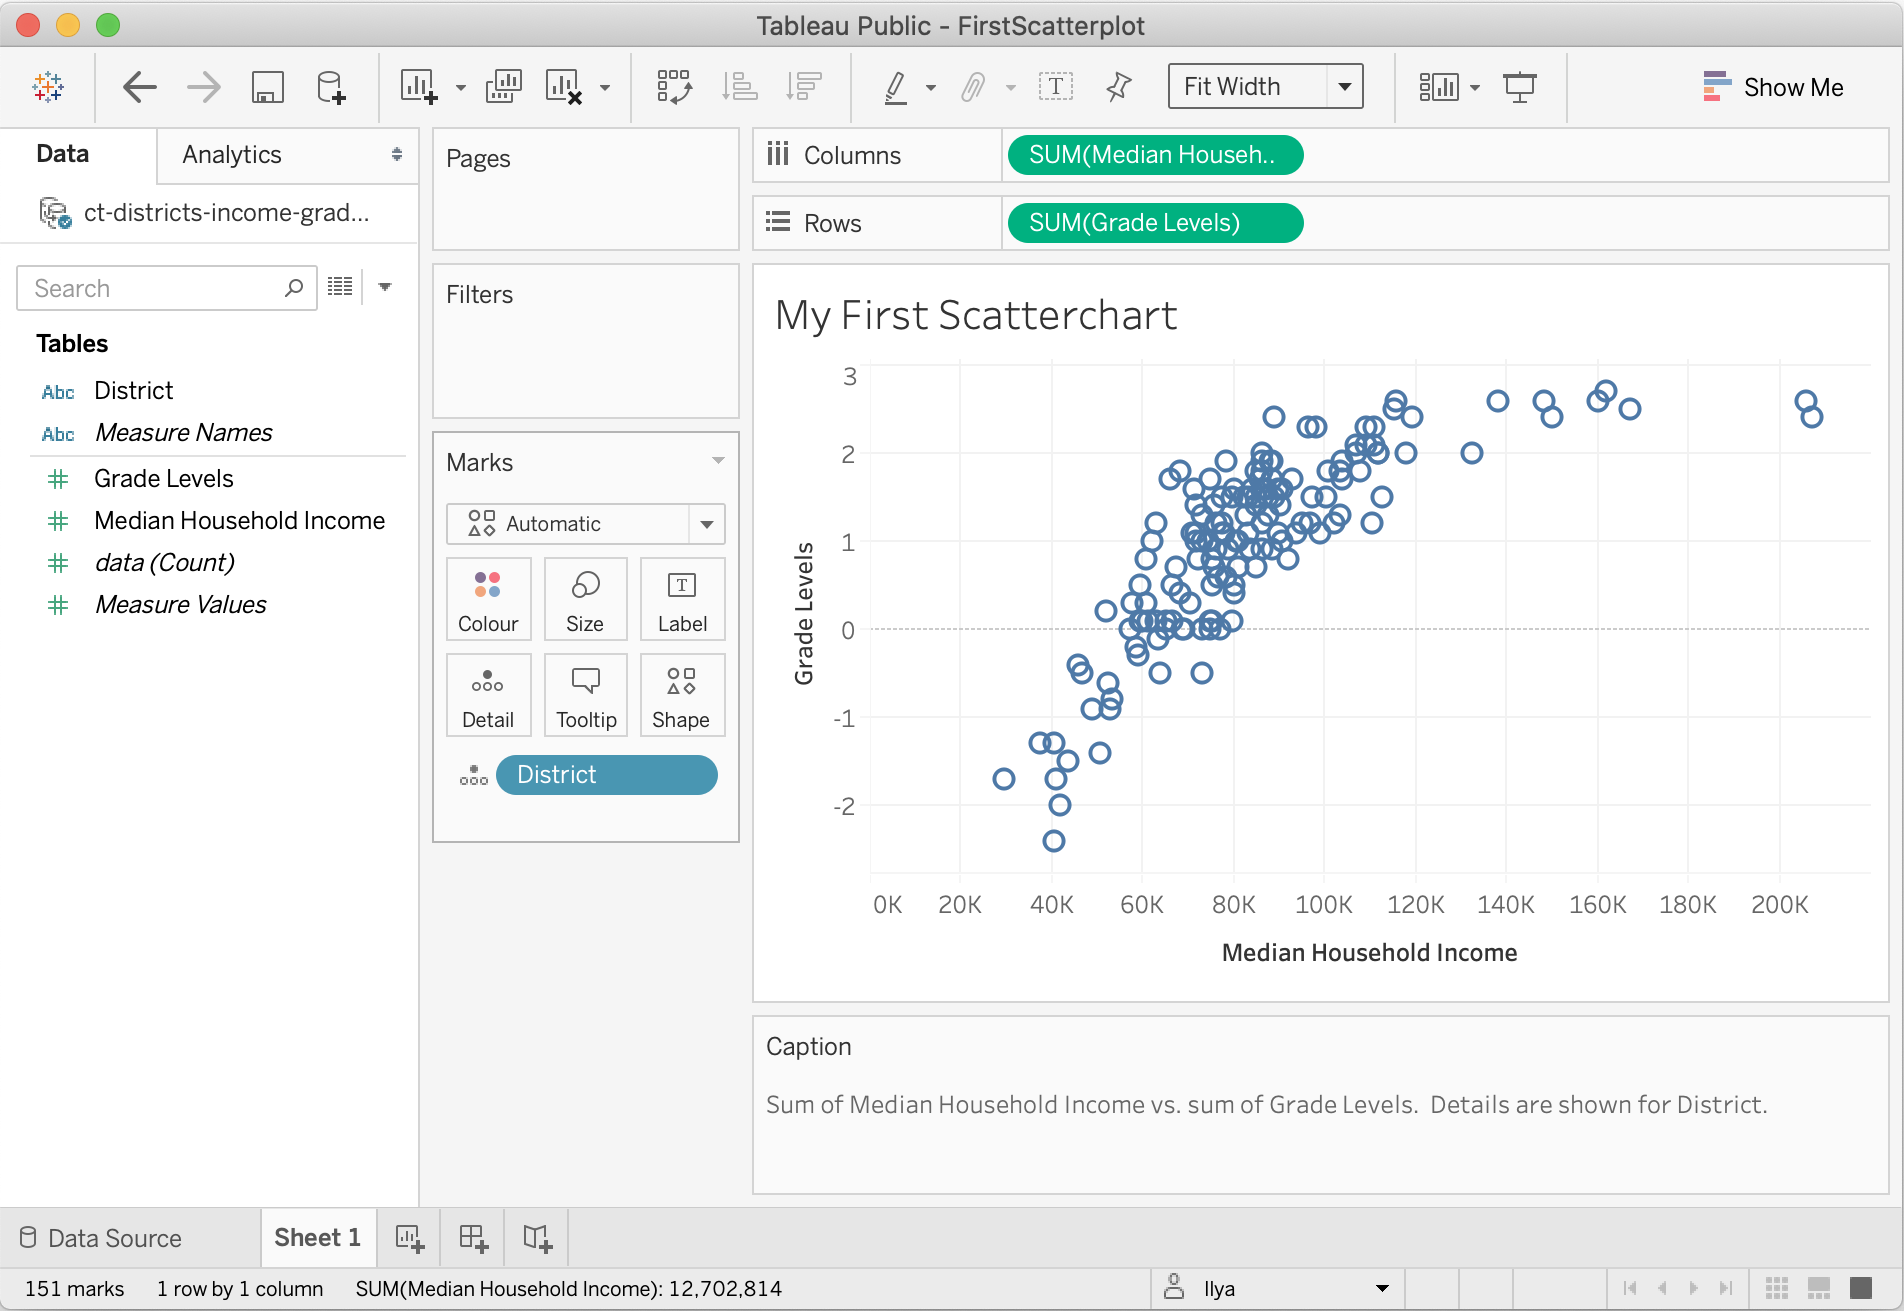 Tableau Public - FirstScatterplot
Fit Width
Show Me
Data
Analytics
ct-districts-income-grad...
Search
Tables
Abc District
Abc Measure Names
Grade Levels
Median Household Income
data (Count)
Measure Values
Pages
Filters
Marks
Automatic
Colour Size Label
Detail Tooltip Shape
District
Columns SUM(Median Househ..
Rows SUM(Grade Levels)
My First Scatterchart
Grade Levels
3
2
1
0
-1
-2
0K 20K 40K 60K 80K 100K 120K 140K 160K 180K 200K
Median Household Income
Caption
Sum of Median Household Income vs. sum of Grade Levels. Details are shown for District.
Data Source Sheet 1
151 marks 1 row by 1 column SUM(Median Household Income): 12,702,814 Ilya